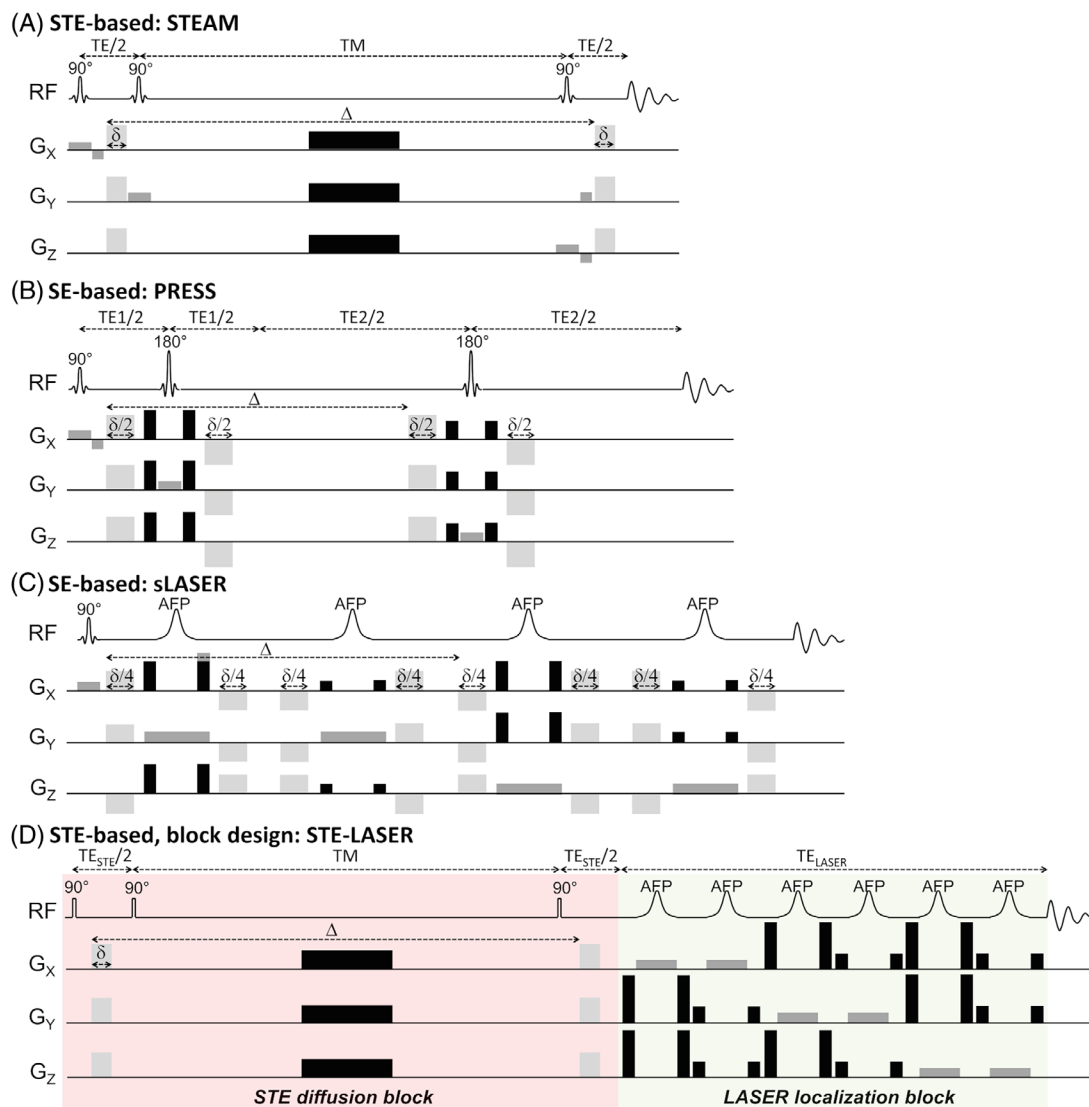 (A) STE-based: STEAM
TE/2 TM TE/2
90° 90° 90°
RF
Δ
δ δ
GX
GY
GZ
(B) SE-based: PRESS
TE1/2 TE1/2 TE2/2 TE2/2
180° 180°
90°
RF
Δ
δ/2 δ/2 δ/2 δ/2
GX
GY
GZ
(C) SE-based: sLASER
90° AFP AFP AFP AFP
RF
Δ
δ/4 δ/4 δ/4 δ/4 δ/4 δ/4 δ/4 δ/4
GX
GY
GZ
(D) STE-based, block design: STE-LASER
TESTE/2 TM TESTE/2 TELASER
90° 90° 90° AFP AFP AFP AFP AFP AFP
RF
Δ
δ
GX
GY
GZ
STE diffusion block LASER localization block